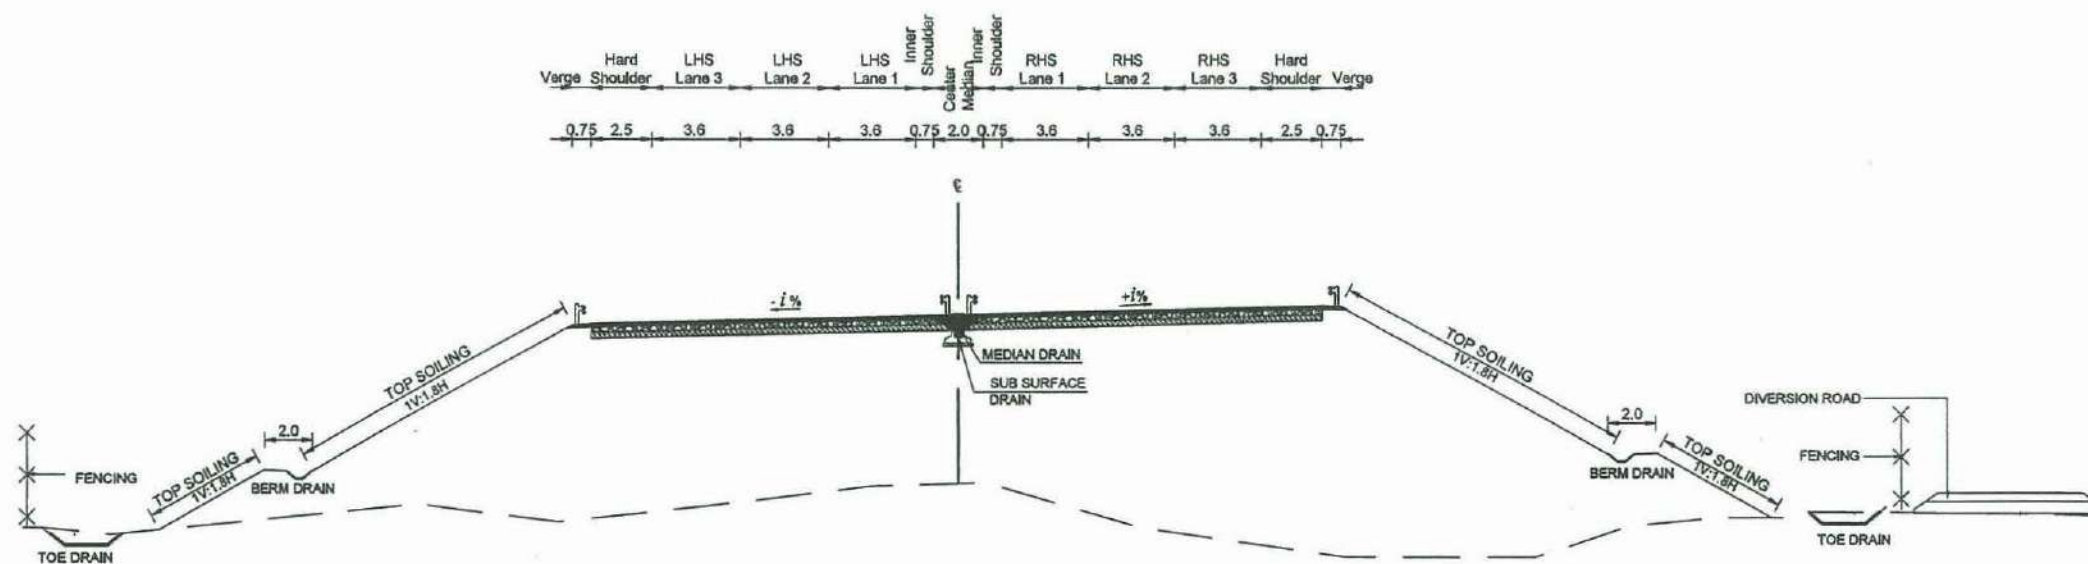 Verge
Hard
Shoulder
LHS
Lane 3
LHS
Lane 2
LHS
Lane 1
Inner
Shoulder
Center
Median
Inner
Shoulder
RHS
Lane 1
RHS
Lane 2
RHS
Lane 3
Hard
Shoulder
Verge
0.75 2.5 3.6 3.6 3.6 0.75 2.0 0.75 3.6 3.6 3.6 2.5 0.75
℄
- i %
+i%
TOP SOILING
1V:1.8H
MEDIAN DRAIN
SUB SURFACE
DRAIN
TOP SOILING
1V:1.8H
DIVERSION ROAD
2.0
2.0
FENCING
TOP SOILING
1V:1.8H
BERM DRAIN
BERM DRAIN
TOP SOILING
1V:1.8H
FENCING
TOE DRAIN
TOE DRAIN